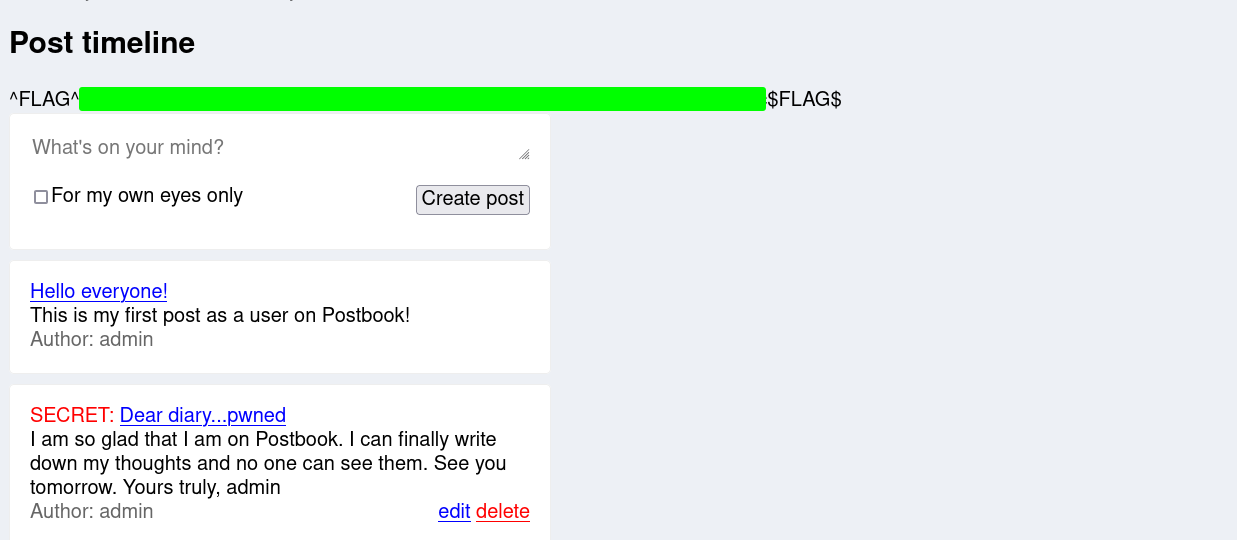 Post timeline
^FLAG^ $FLAG$
What's on your mind?
For my own eyes only
Create post
Hello everyone!
This is my first post as a user on Postbook!
Author: admin
SECRET: Dear diary...pwned
I am so glad that I am on Postbook. I can finally write
down my thoughts and no one can see them. See you
tomorrow. Yours truly, admin
Author: admin edit delete